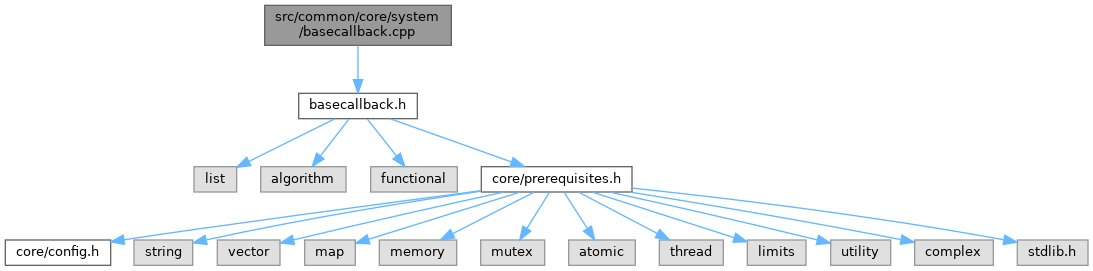 src/common/core/system
/basecallback.cpp
basecallback.h
list
algorithm
functional
core/prerequisites.h
core/config.h
string
vector
map
memory
mutex
atomic
thread
limits
utility
complex
stdlib.h